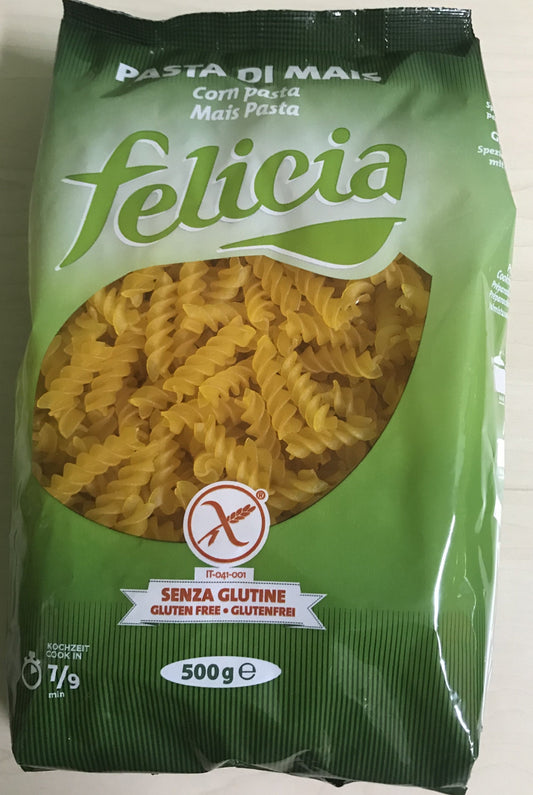 PASTA DI MAIS
Corn pasta
Mais Pasta
felicia
IT-041-001
SENZA GLUTINE
GLUTEN FREE • GLUTENFREI
KOCHZEIT
COOK IN
7/9
min
500 g ℮